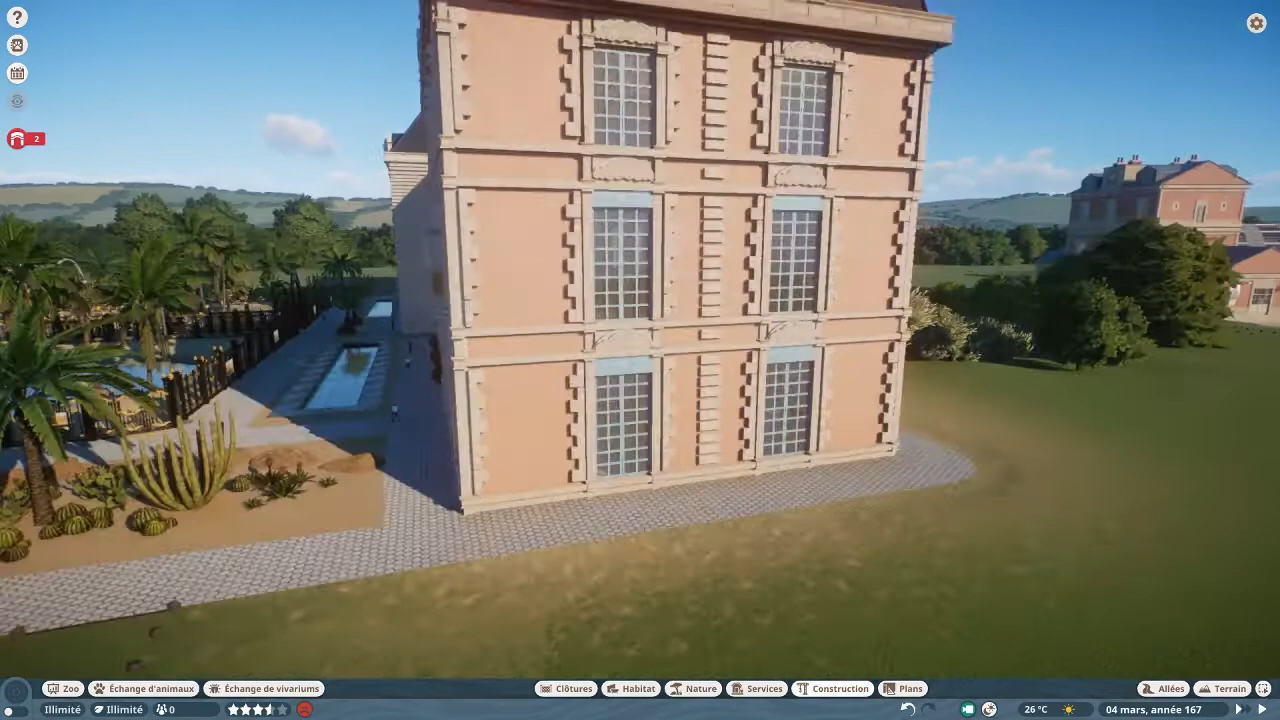 ?
2
Zoo
Échange d'animaux
Échange de vivariums
Clôtures
Habitat
Nature
Services
Construction
Plans
Allées
Terrain
Illimité
Illimité
0
26 °C
04 mars, année 167